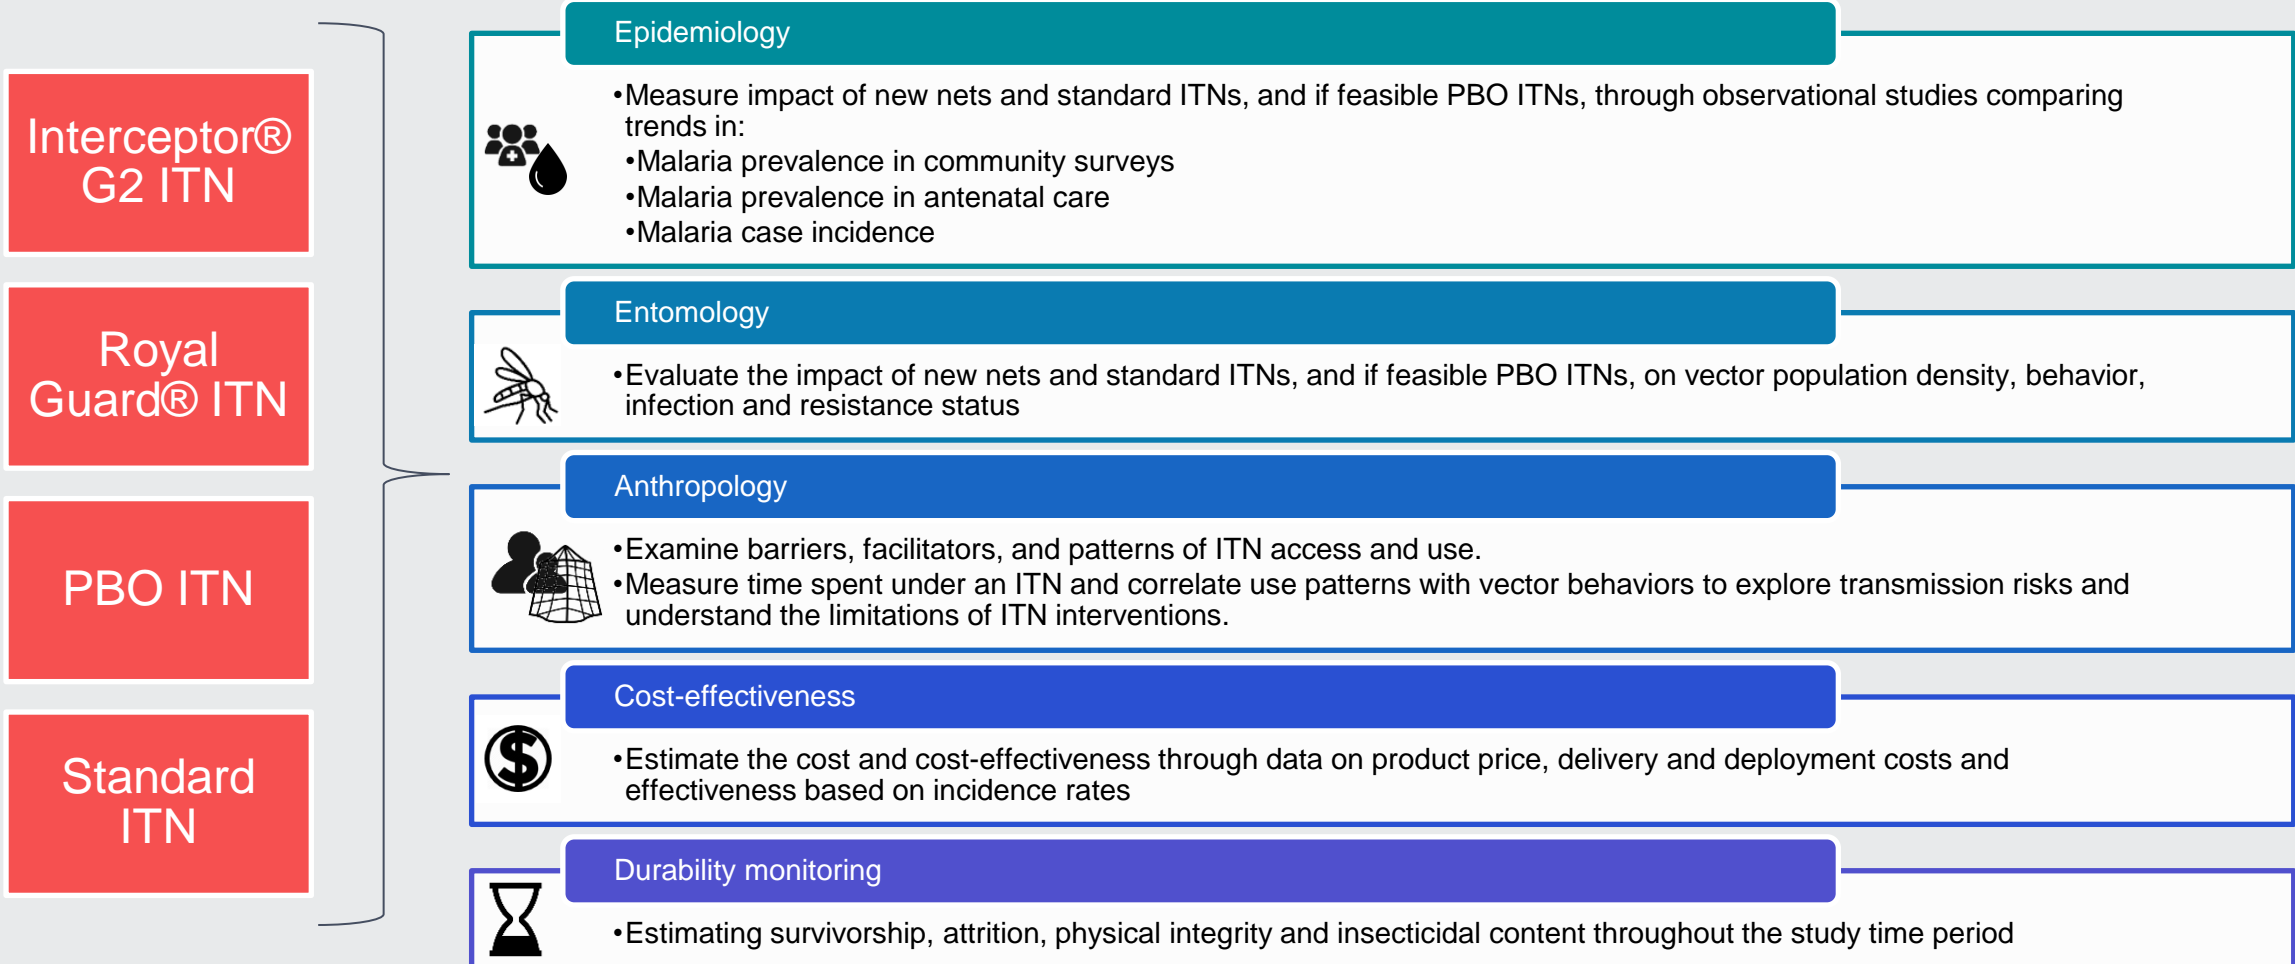 Interceptor®
G2 ITN
Royal
Guard® ITN
PBO ITN
Standard
ITN
Epidemiology
•Measure impact of new nets and standard ITNs, and if feasible PBO ITNs, through observational studies comparing
trends in:
•Malaria prevalence in community surveys
•Malaria prevalence in antenatal care
•Malaria case incidence
Entomology
•Evaluate the impact of new nets and standard ITNs, and if feasible PBO ITNs, on vector population density, behavior,
infection and resistance status
Anthropology
•Examine barriers, facilitators, and patterns of ITN access and use.
•Measure time spent under an ITN and correlate use patterns with vector behaviors to explore transmission risks and
understand the limitations of ITN interventions.
Cost-effectiveness
•Estimate the cost and cost-effectiveness through data on product price, delivery and deployment costs and
effectiveness based on incidence rates
Durability monitoring
•Estimating survivorship, attrition, physical integrity and insecticidal content throughout the study time period